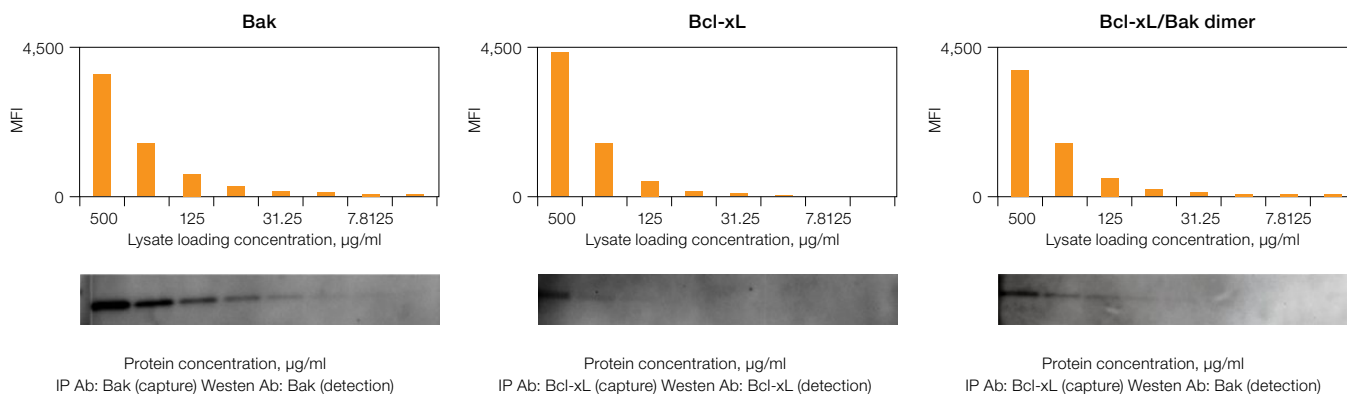 Bak
4,500
MFI
0
500 125 31.25 7.8125
Lysate loading concentration, µg/ml
Protein concentration, µg/ml
IP Ab: Bak (capture) Westen Ab: Bak (detection)
Bcl-xL
4,500
MFI
0
500 125 31.25 7.8125
Lysate loading concentration, µg/ml
Protein concentration, µg/ml
IP Ab: Bcl-xL (capture) Westen Ab: Bcl-xL (detection)
Bcl-xL/Bak dimer
4,500
MFI
0
500 125 31.25 7.8125
Lysate loading concentration, µg/ml
Protein concentration, µg/ml
IP Ab: Bcl-xL (capture) Westen Ab: Bak (detection)